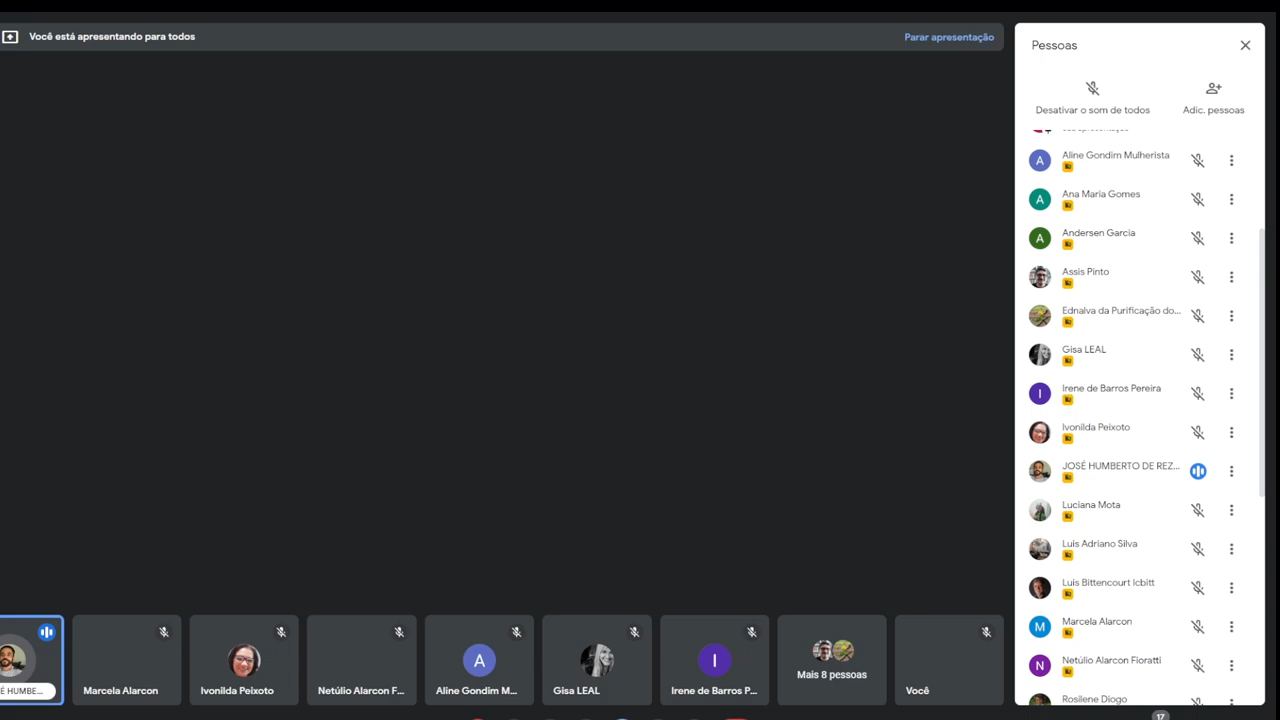 Você está apresentando para todos
Parar apresentação
Pessoas
Desativar o som de todos
Adic. pessoas
Aline Gondim Mulherista
Ana Maria Gomes
Andersen Garcia
Assis Pinto
Ednalva da Purificação do...
Gisa LEAL
Irene de Barros Pereira
Ivonilda Peixoto
JOSÉ HUMBERTO DE REZ...
Luciana Mota
Luis Adriano Silva
Luis Bittencourt Icbitt
Marcela Alarcon
Netúlio Alarcon Fioratti
Rosilene Diogo
A
A
A
I
M
N
É HUMBE...
Marcela Alarcon
Ivonilda Peixoto
Netúlio Alarcon F...
A
Aline Gondim M...
Gisa LEAL
I
Irene de Barros P...
Mais 8 pessoas
Você
17